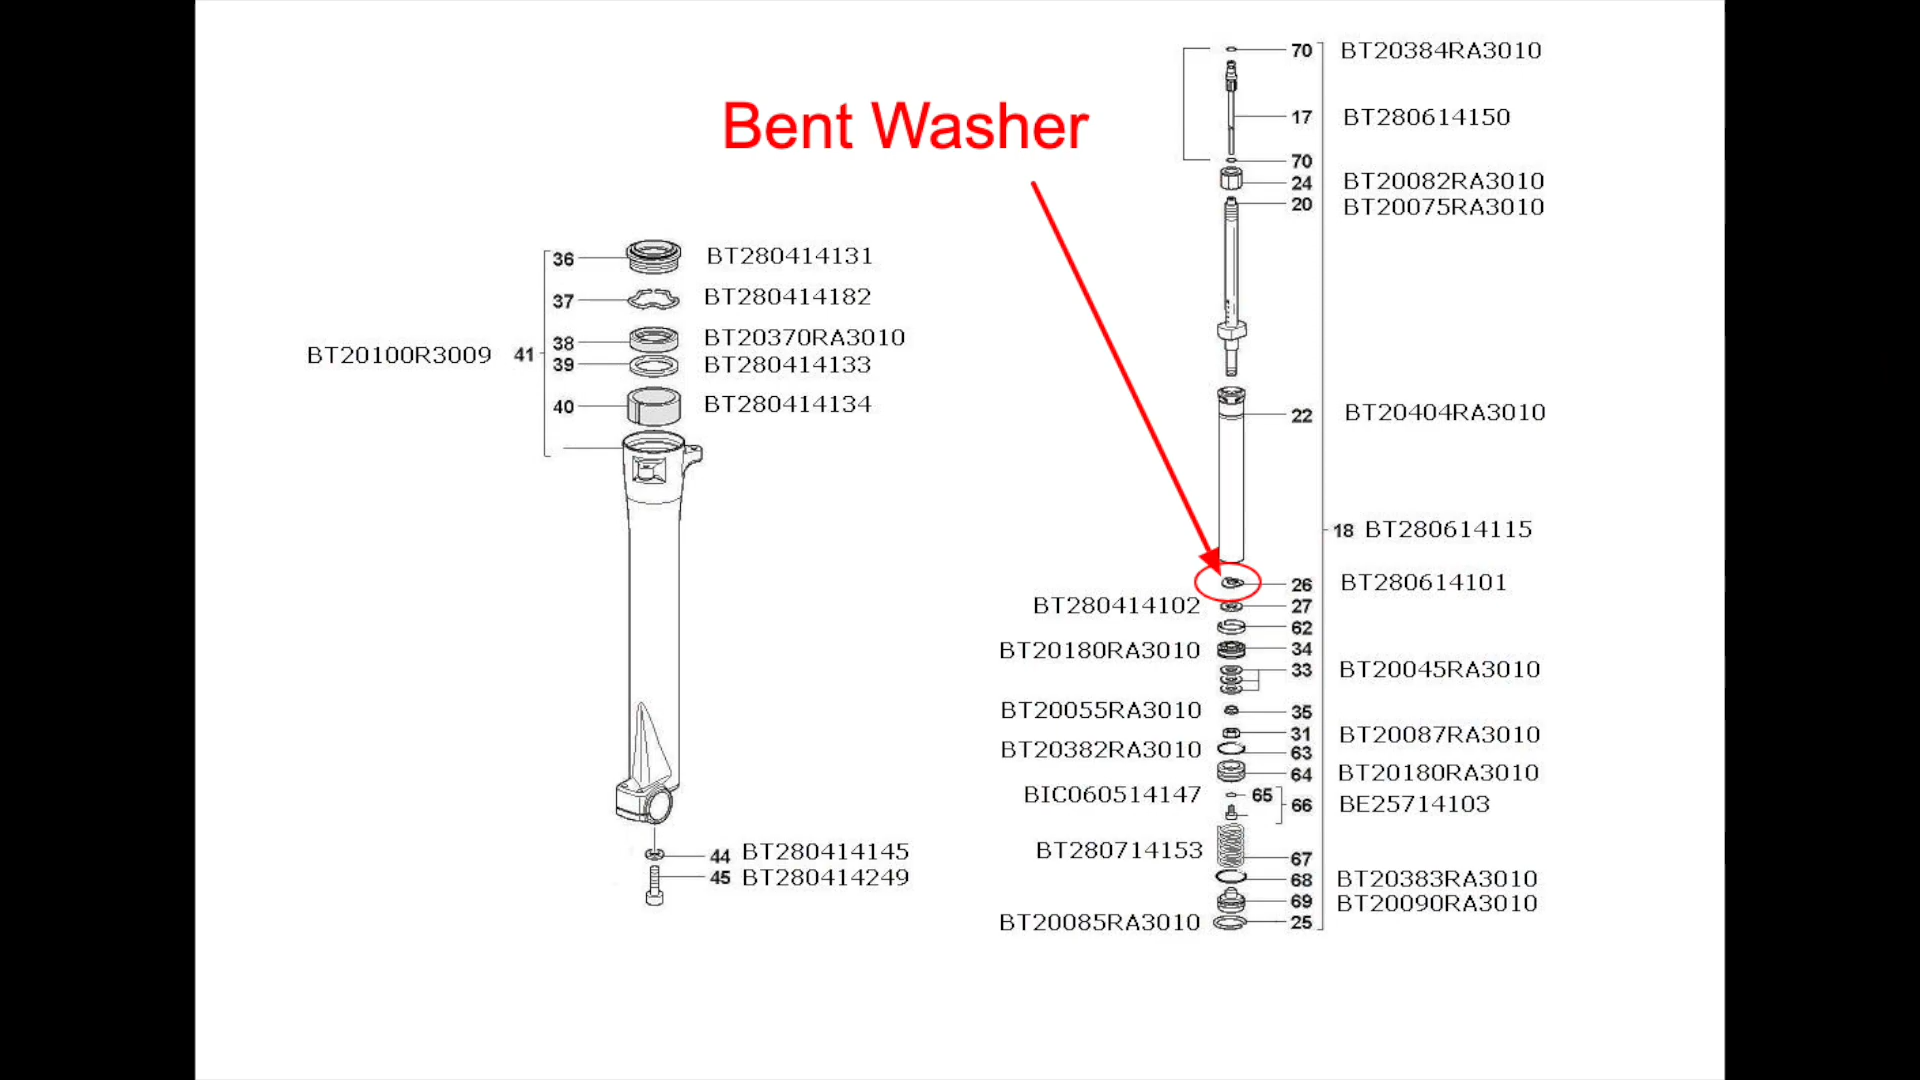 Bent Washer
36 BT280414131
37 BT280414182
38 BT20370RA3010
BT20100R3009 41
39 BT280414133
40 BT280414134
44 BT280414145
45 BT280414249
70 BT20384RA3010
17 BT280614150
70
24 BT20082RA3010
20 BT20075RA3010
22 BT20404RA3010
18 BT280614115
26 BT280614101
BT280414102 27
62
BT20180RA3010 34
33 BT20045RA3010
BT20055RA3010 35
31 BT20087RA3010
BT20382RA3010 63
64 BT20180RA3010
BIC060514147 65
66 BE25714103
BT280714153 67
68 BT20383RA3010
69 BT20090RA3010
BT20085RA3010 25